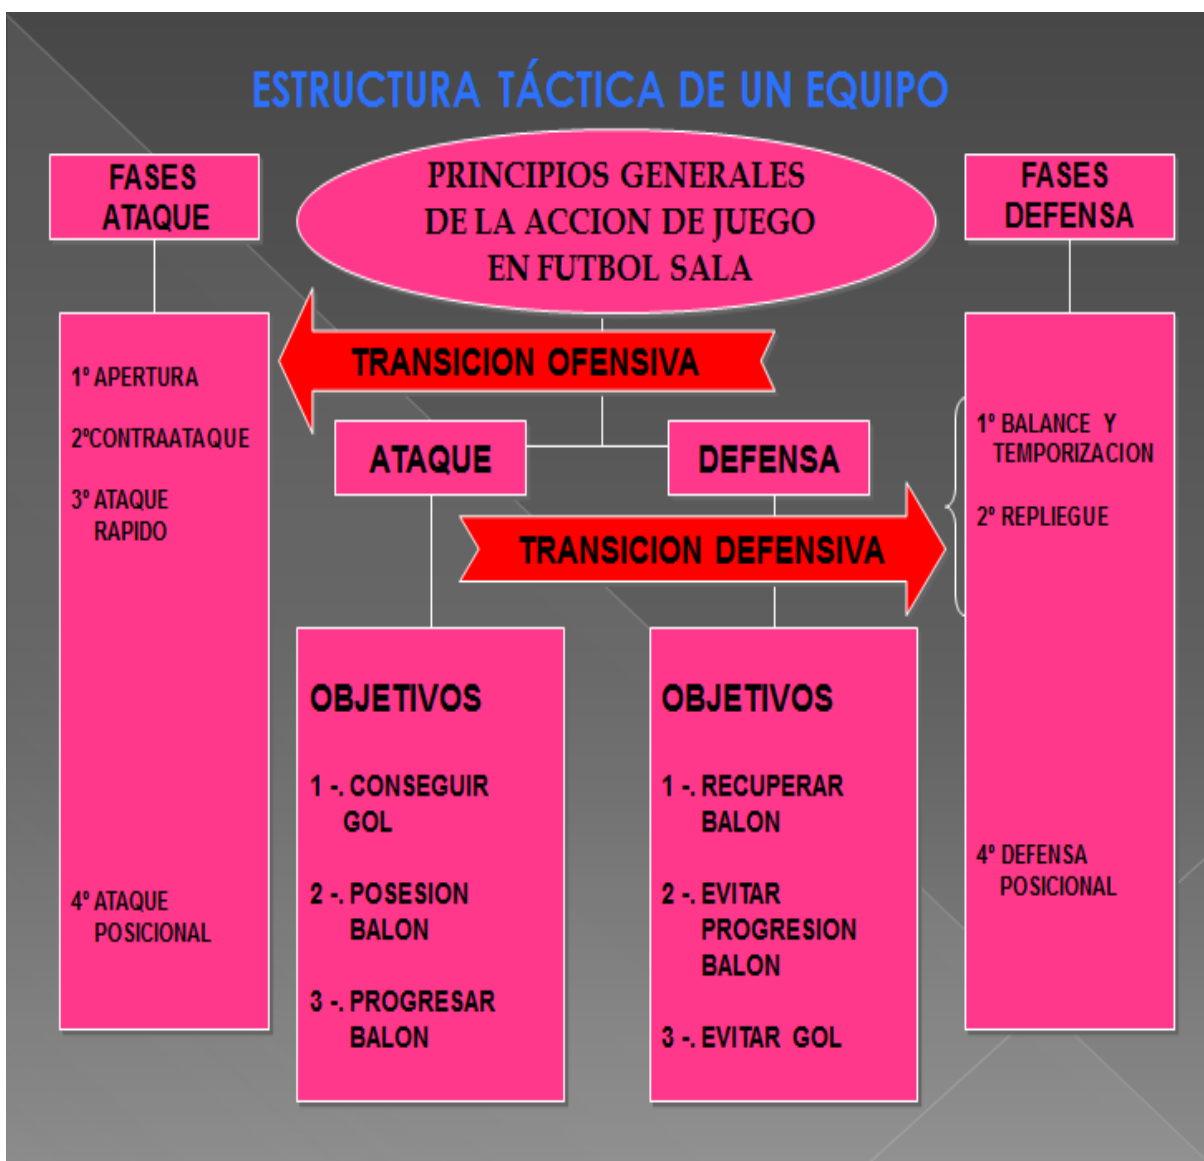 ESTRUCTURA TÁCTICA DE UN EQUIPO
FASES
ATAQUE
PRINCIPIOS GENERALES
DE LA ACCION DE JUEGO
EN FUTBOL SALA
FASES
DEFENSA
TRANSICION OFENSIVA
1º APERTURA
2ºCONTRAATAQUE
3º ATAQUE
RAPIDO
4º ATAQUE
POSICIONAL
ATAQUE
DEFENSA
TRANSICION DEFENSIVA
1º BALANCE Y
TEMPORIZACION
2º REPLIEGUE
4º DEFENSA
POSICIONAL
OBJETIVOS
1 -. CONSEGUIR
GOL
2 -. POSESION
BALON
3 -. PROGRESAR
BALON
OBJETIVOS
1 -. RECUPERAR
BALON
2 -. EVITAR
PROGRESION
BALON
3 -. EVITAR GOL